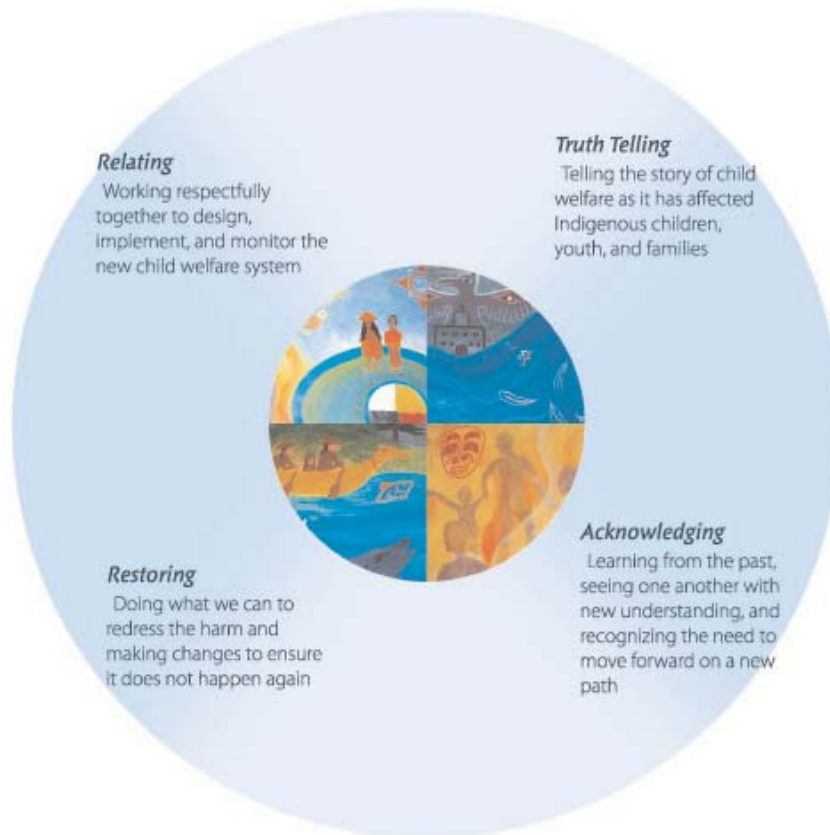 Relating
Working respectfully
together to design,
implement, and monitor the
new child welfare system
Truth Telling
Telling the story of child
welfare as it has affected
Indigenous children,
youth, and families
Restoring
Doing what we can to
redress the harm and
making changes to ensure
it does not happen again
Acknowledging
Learning from the past,
seeing one another with
new understanding, and
recognizing the need to
move forward on a new
path